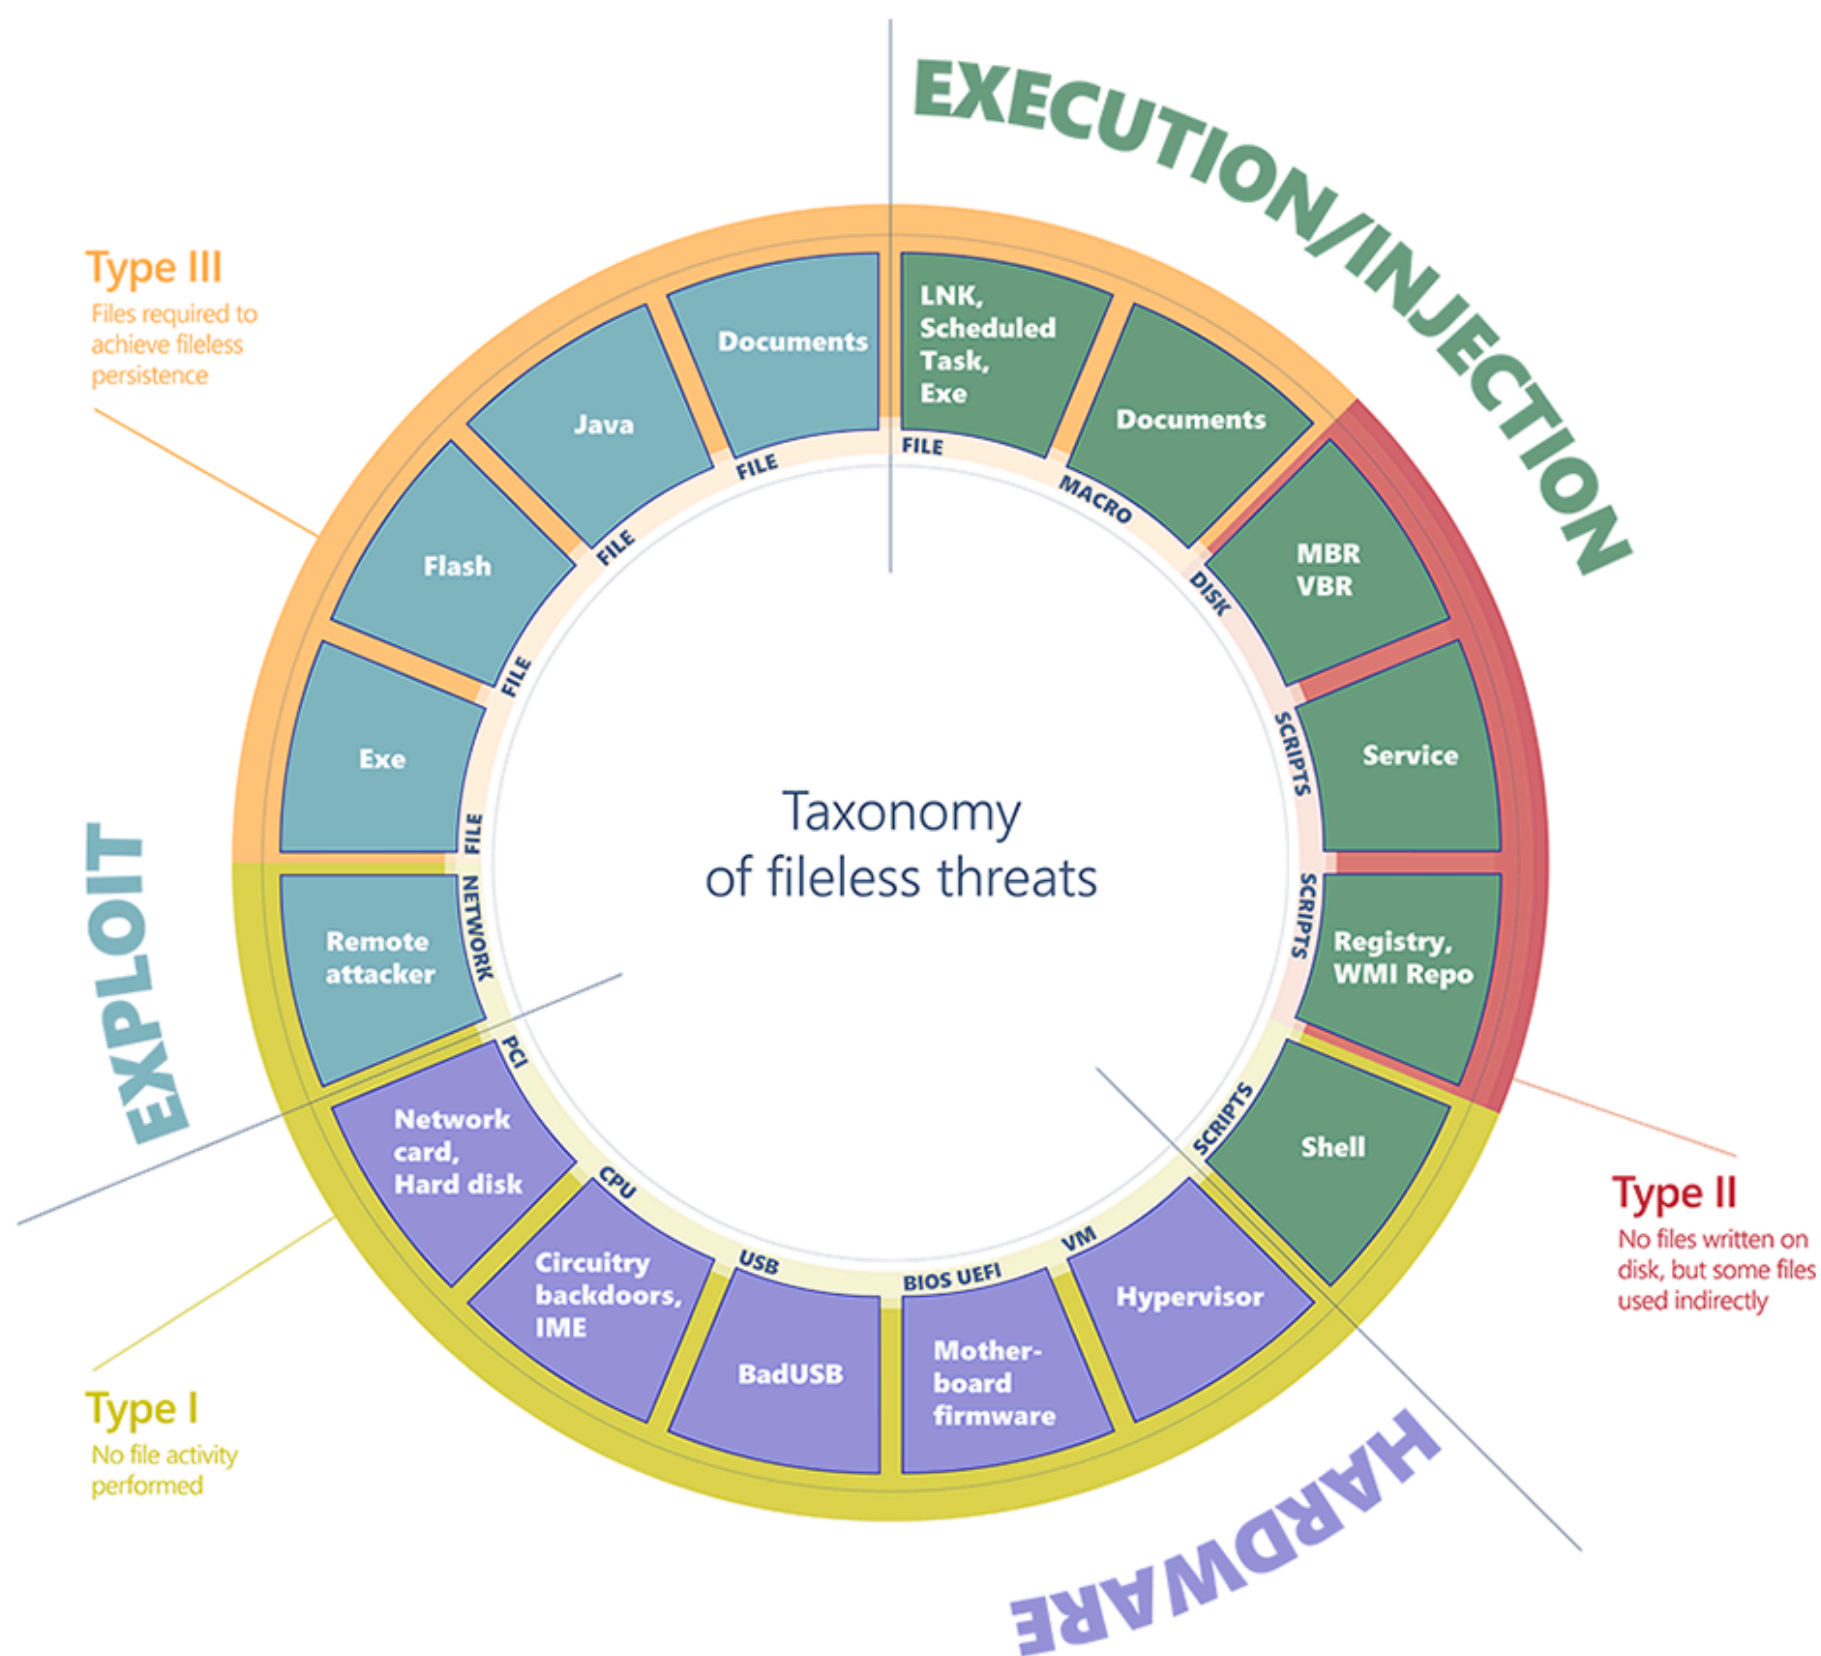 EXECUTION/INJECTION
Type III
Files required to
achieve fileless
persistence
Documents
LNK,
Scheduled
Task,
Exe
FILE
FILE
Java
Documents
MACRO
FILE
Flash
MBR
VBR
DISK
FILE
Exe
Service
SCRIPTS
FILE
Taxonomy
of fileless threats
EXPLOIT
Remote
attacker
NETWORK
Registry,
WMI Repo
SCRIPTS
Network
card,
Hard disk
PCI
Shell
SCRIPTS
Type II
No files written on
disk, but some files
used indirectly
Circuitry
backdoors,
IME
CPU
BadUSB
USB
Mother-
board
firmware
BIOS UEFI
Hypervisor
VM
Type I
No file activity
performed
HARDWARE